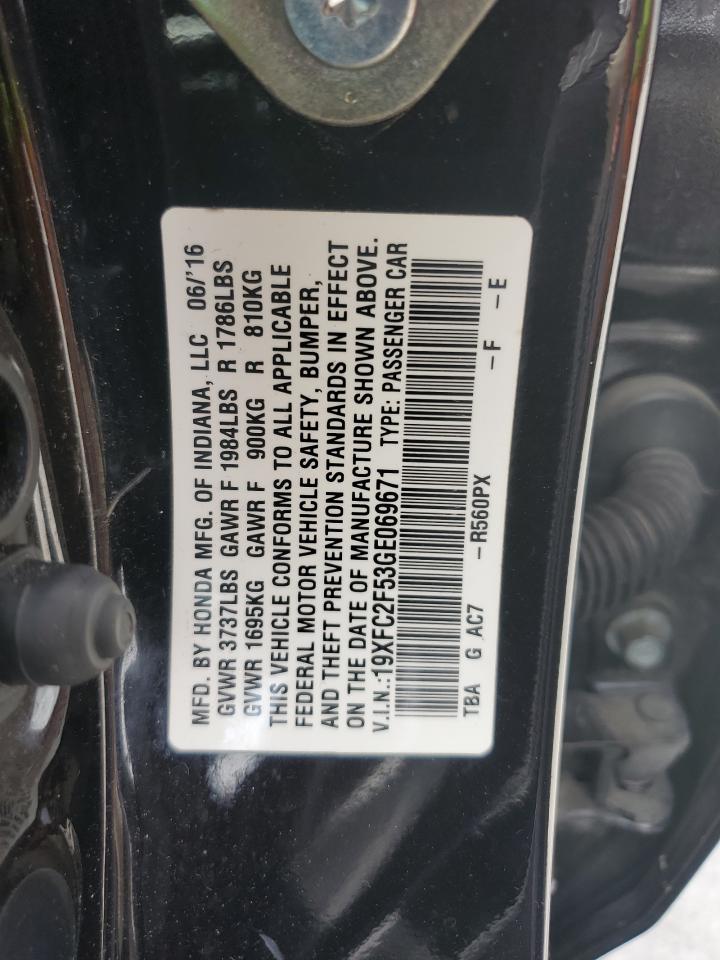 MFD. BY HONDA MFG. OF INDIANA, LLC 06/'16
GVWR 3737LBS GAWR F 1984LBS R 1786LBS
GVWR 1695KG GAWR F 900KG R 810KG
THIS VEHICLE CONFORMS TO ALL APPLICABLE
FEDERAL MOTOR VEHICLE SAFETY, BUMPER,
AND THEFT PREVENTION STANDARDS IN EFFECT
ON THE DATE OF MANUFACTURE SHOWN ABOVE.
V.I.N.:19XFC2F53GE069671 TYPE: PASSENGER CAR
TBA G AC7 -R560PX -F -E